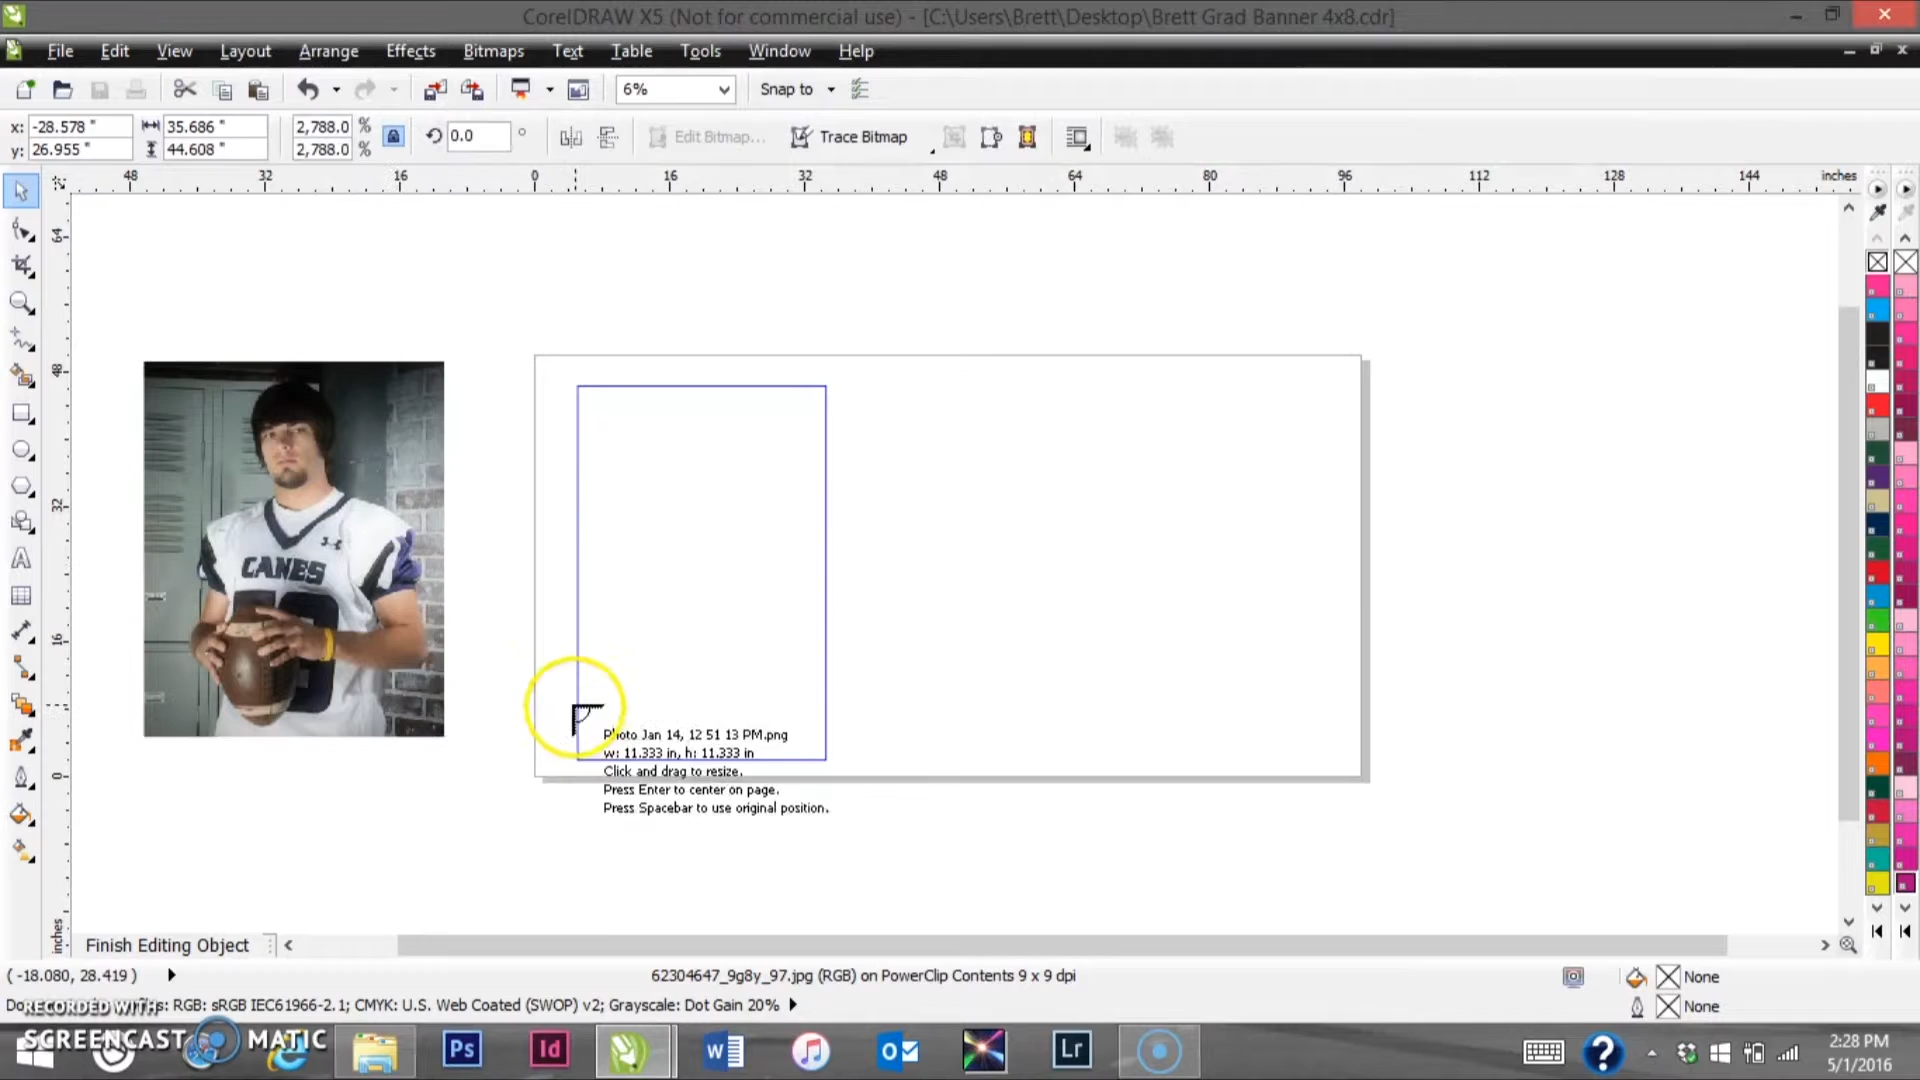 CorelDRAW X5 (Not for commercial use) - [C:\Users\Brett\Desktop\Brett Grad Banner 4x8.cdr]
File Edit View Layout Arrange Effects Bitmaps Text Table Tools Window Help
6% Snap to
x: -28.578 " 35.686 " 2,788.0 % 0.0 ° Edit Bitmap... Trace Bitmap
y: 26.955 " 44.608 " 2,788.0 %
48 32 16 0 16 32 48 64 80 96 112 128 144 inches
64
48
32
16
0
inches
CANES
Photo Jan 14, 12 51 13 PM.png
w: 11.333 in, h: 11.333 in
Click and drag to resize.
Press Enter to center on page.
Press Spacebar to use original position.
Finish Editing Object
( -18.080, 28.419 ) 62304647_9g8y_97.jpg (RGB) on PowerClip Contents 9 x 9 dpi None
RGB: sRGB IEC61966-2.1; CMYK: U.S. Web Coated (SWOP) v2; Grayscale: Dot Gain 20% None
RECORDED WITH
SCREENCAST MATIC
Ps Id W Lr
2:28 PM
5/1/2016